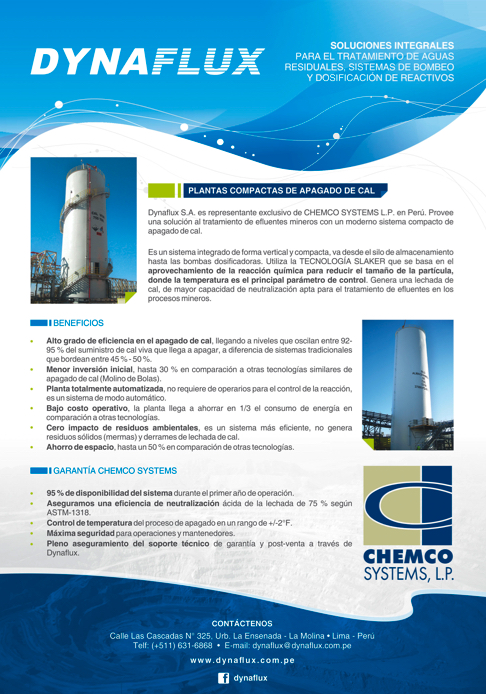 DYNAFLUX
SOLUCIONES INTEGRALES
PARA EL TRATAMIENTO DE AGUAS
RESIDUALES, SISTEMAS DE BOMBEO
Y DOSIFICACIÓN DE REACTIVOS
PLANTAS COMPACTAS DE APAGADO DE CAL
Dynaflux S.A. es representante exclusivo de CHEMCO SYSTEMS L.P. en Perú. Provee
una solución al tratamiento de efluentes mineros con un moderno sistema compacto de
apagado de cal.
Es un sistema integrado de forma vertical y compacta, va desde el silo de almacenamiento
hasta las bombas dosificadoras. Utiliza la TECNOLOGÍA SLAKER que se basa en el
aprovechamiento de la reacción química para reducir el tamaño de la partícula,
donde la temperatura es el principal parámetro de control. Genera una lechada de
cal, de mayor capacidad de neutralización apta para el tratamiento de efluentes en los
procesos mineros.
BENEFICIOS
• Alto grado de eficiencia en el apagado de cal, llegando a niveles que oscilan entre 92-
95 % del suministro de cal viva que llega a apagar, a diferencia de sistemas tradicionales
que bordean entre 45 % - 50 %.
• Menor inversión inicial, hasta 30 % en comparación a otras tecnologías similares de
apagado de cal (Molino de Bolas).
• Planta totalmente automatizada, no requiere de operarios para el control de la reacción,
es un sistema de modo automático.
• Bajo costo operativo, la planta llega a ahorrar en 1/3 el consumo de energía en
comparación a otras tecnologías.
• Cero impacto de residuos ambientales, es un sistema más eficiente, no genera
residuos sólidos (mermas) y derrames de lechada de cal.
• Ahorro de espacio, hasta un 50 % en comparación de otras tecnologías.
GARANTÍA CHEMCO SYSTEMS
• 95 % de disponibilidad del sistema durante el primer año de operación.
• Aseguramos una eficiencia de neutralización ácida de la lechada de 75 % según
ASTM-1318.
• Control de temperatura del proceso de apagado en un rango de +/-2°F.
• Máxima seguridad para operaciones y mantenedores.
• Pleno aseguramiento del soporte técnico de garantía y post-venta a través de
Dynaflux.
CHEMCO
SYSTEMS, L.P.
CONTÁCTENOS
Calle Las Cascadas N° 325, Urb. La Ensenada - La Molina • Lima - Perú
Telf: (+511) 631-6868 • E-mail: dynaflux@dynaflux.com.pe
www.dynaflux.com.pe
f dynaflux